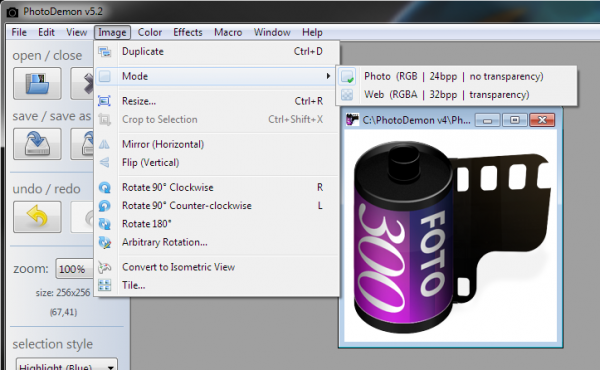 PhotoDemon v5.2
File Edit View Image Color Effects Macro Window Help
open / close
save / save as
undo / redo
zoom: 100%
size: 256x256
(67,41)
selection style
Highlight (Blue)
Duplicate Ctrl+D
Mode
Resize... Ctrl+R
Crop to Selection Ctrl+Shift+X
Mirror (Horizontal)
Flip (Vertical)
Rotate 90° Clockwise R
Rotate 90° Counter-clockwise L
Rotate 180°
Arbitrary Rotation...
Convert to Isometric View
Tile...
Photo (RGB | 24bpp | no transparency)
Web (RGBA | 32bpp | transparency)
C:\PhotoDemon v4\Ph...
FOTO
300